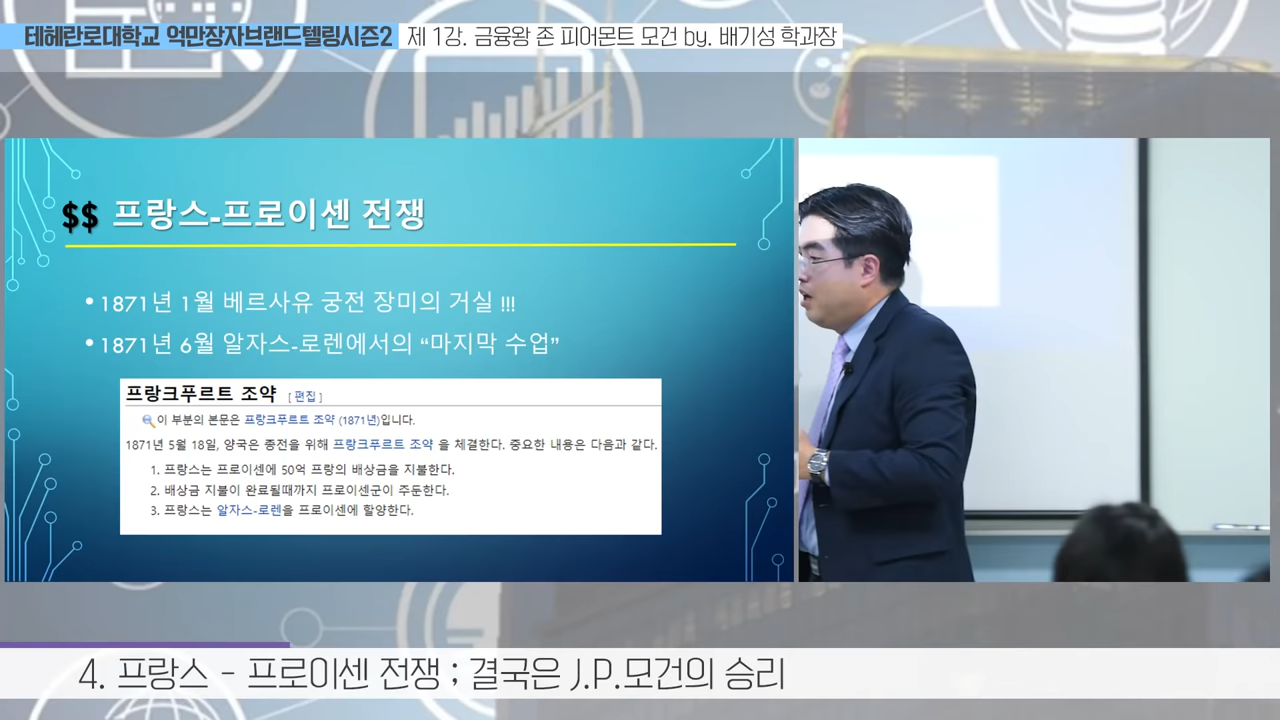 테헤란로대학교 억만장자브랜드텔링시즌2 제 1강. 금융왕 존 피어몬트 모건 by. 배기성 학과장
$$ 프랑스-프로이센 전쟁
• 1871년 1월 베르사유 궁전 장미의 거실 !!!
• 1871년 6월 알자스-로렌에서의 “마지막 수업”
프랑크푸르트 조약 [편집]
이 부분의 본문은 프랑크푸르트 조약 (1871년)입니다.
1871년 5월 18일, 양국은 종전을 위해 프랑크푸르트 조약 을 체결한다. 중요한 내용은 다음과 같다.
1. 프랑스는 프로이센에 50억 프랑의 배상금을 지불한다.
2. 배상금 지불이 완료될때까지 프로이센군이 주둔한다.
3. 프랑스는 알자스-로렌을 프로이센에 할양한다.
4. 프랑스 - 프로이센 전쟁 ; 결국은 J.P.모건의 승리